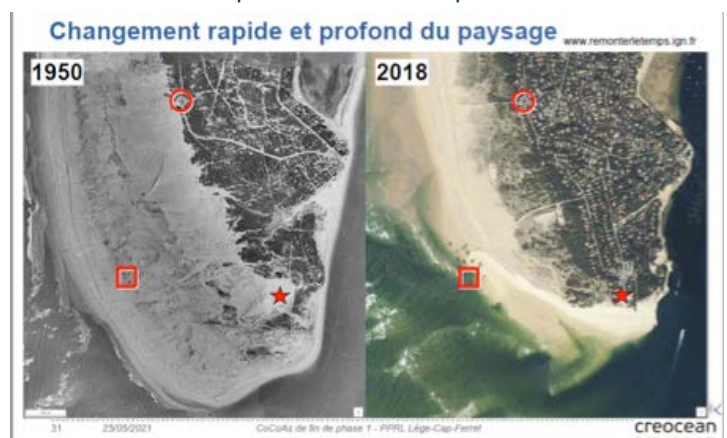 Changement rapide et profond du paysage
www.remonterletemps.ign.fr
1950
2018
31
25/05/2021
CoCoAs de fin de phase 1 - PPRL Lège-Cap-Ferret
creocean